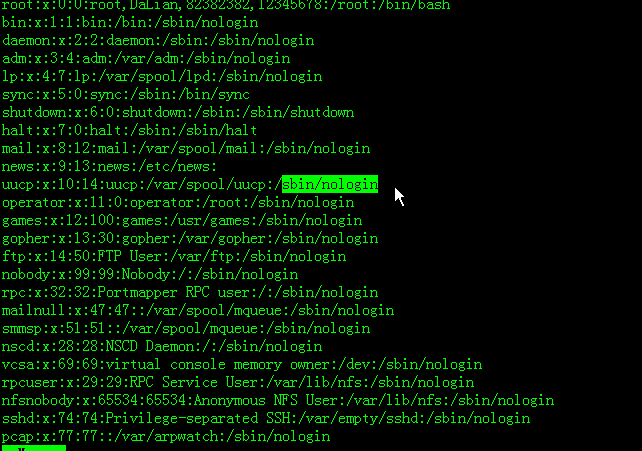 root:x:0:0:root,DaLian,82382382,12345678:/root:/bin/bash
bin:x:1:1:bin:/bin:/sbin/nologin
daemon:x:2:2:daemon:/sbin:/sbin/nologin
adm:x:3:4:adm:/var/adm:/sbin/nologin
lp:x:4:7:lp:/var/spool/lpd:/sbin/nologin
sync:x:5:0:sync:/sbin:/bin/sync
shutdown:x:6:0:shutdown:/sbin:/sbin/shutdown
halt:x:7:0:halt:/sbin:/sbin/halt
mail:x:8:12:mail:/var/spool/mail:/sbin/nologin
news:x:9:13:news:/etc/news:
uucp:x:10:14:uucp:/var/spool/uucp:/sbin/nologin
operator:x:11:0:operator:/root:/sbin/nologin
games:x:12:100:games:/usr/games:/sbin/nologin
gopher:x:13:30:gopher:/var/gopher:/sbin/nologin
ftp:x:14:50:FTP User:/var/ftp:/sbin/nologin
nobody:x:99:99:Nobody:/:/sbin/nologin
rpc:x:32:32:Portmapper RPC user:/:/sbin/nologin
mailnull:x:47:47::/var/spool/mqueue:/sbin/nologin
smmsp:x:51:51::/var/spool/mqueue:/sbin/nologin
nscd:x:28:28:NSCD Daemon:/:/sbin/nologin
vcsa:x:69:69:virtual console memory owner:/dev:/sbin/nologin
rpcuser:x:29:29:RPC Service User:/var/lib/nfs:/sbin/nologin
nfsnobody:x:65534:65534:Anonymous NFS User:/var/lib/nfs:/sbin/nologin
sshd:x:74:74:Privilege-separated SSH:/var/empty/sshd:/sbin/nologin
pcap:x:77:77::/var/arpwatch:/sbin/nologin